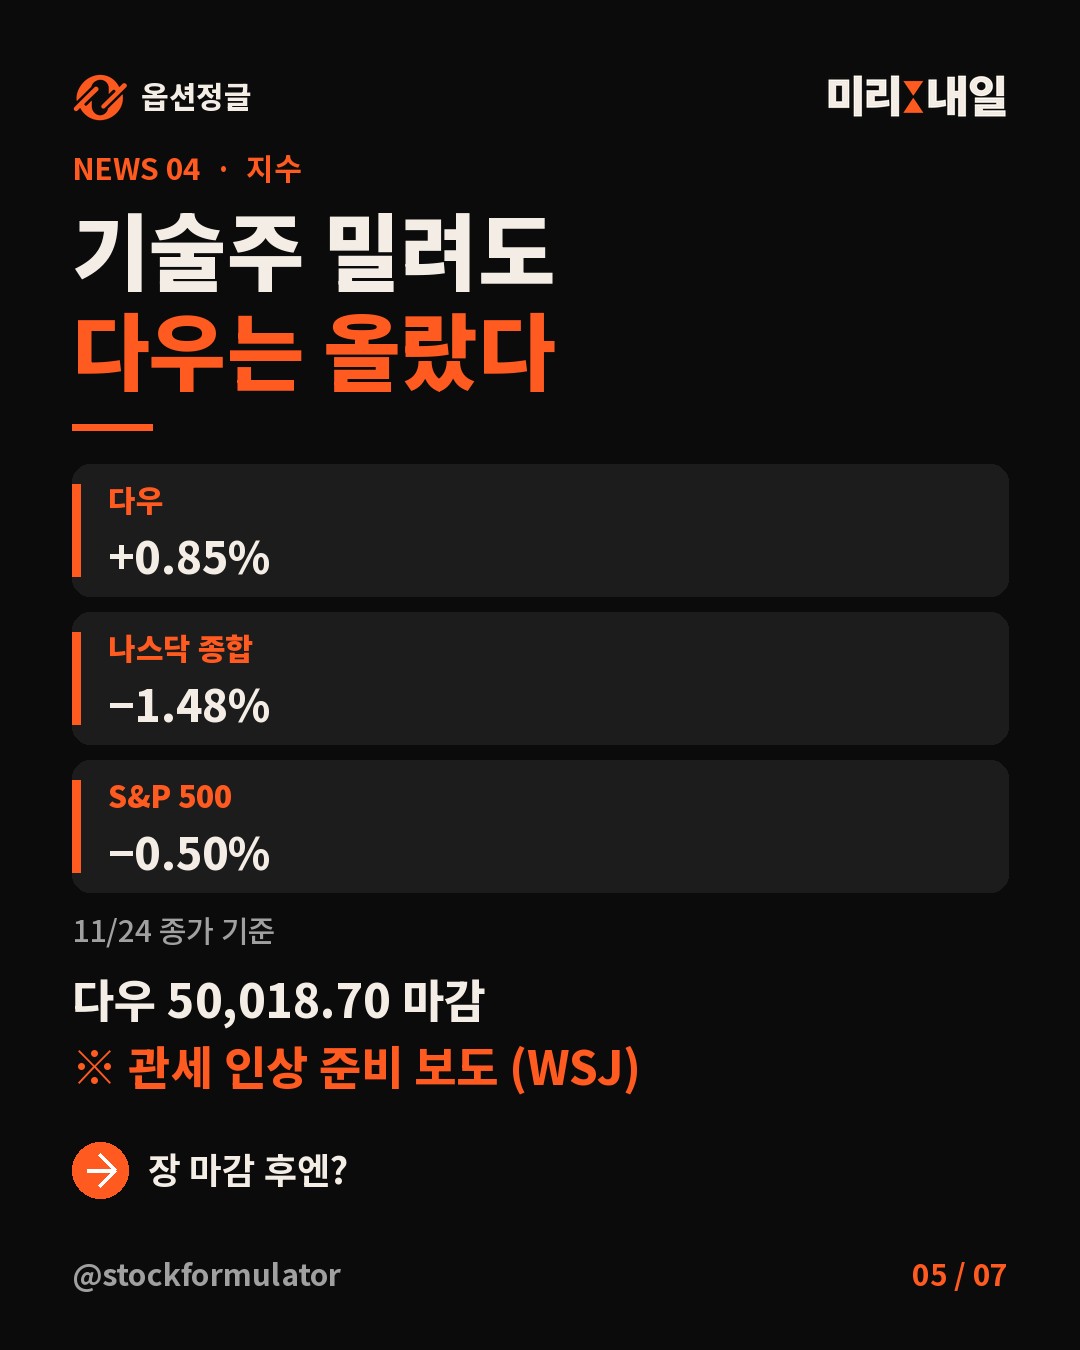 옵션정글
미리 내일
NEWS 04 · 지수
기술주 밀려도
다우는 올랐다
다우
+0.85%
나스닥 종합
−1.48%
S&P 500
−0.50%
11/24 종가 기준
다우 50,018.70 마감
※ 관세 인상 준비 보도 (WSJ)
장 마감 후엔?
@stockformulator
05 / 07